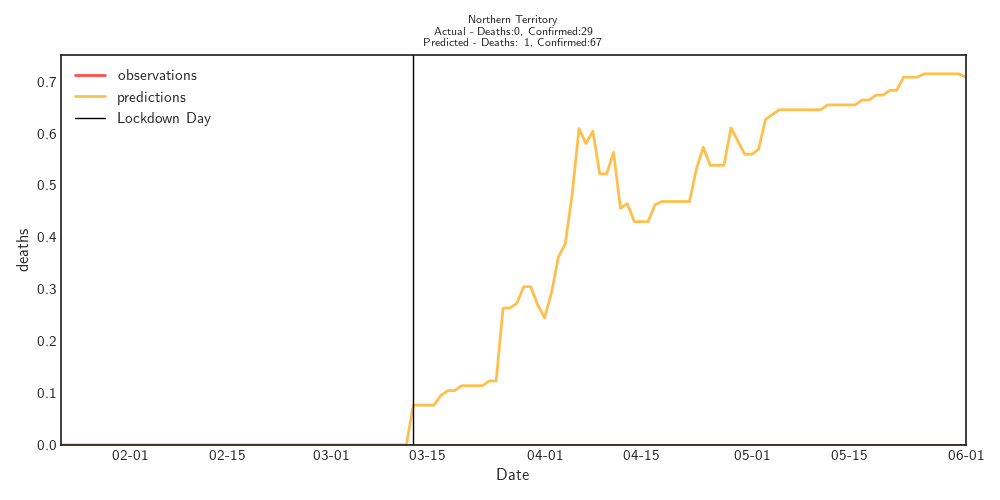 Northern Territory
Actual - Deaths:0, Confirmed:29
Predicted - Deaths: 1, Confirmed:67
observations
predictions
Lockdown Day
0.7
0.6
0.5
0.4
0.3
0.2
0.1
0.0
deaths
02-01 02-15 03-01 03-15 04-01 04-15 05-01 05-15 06-01
Date